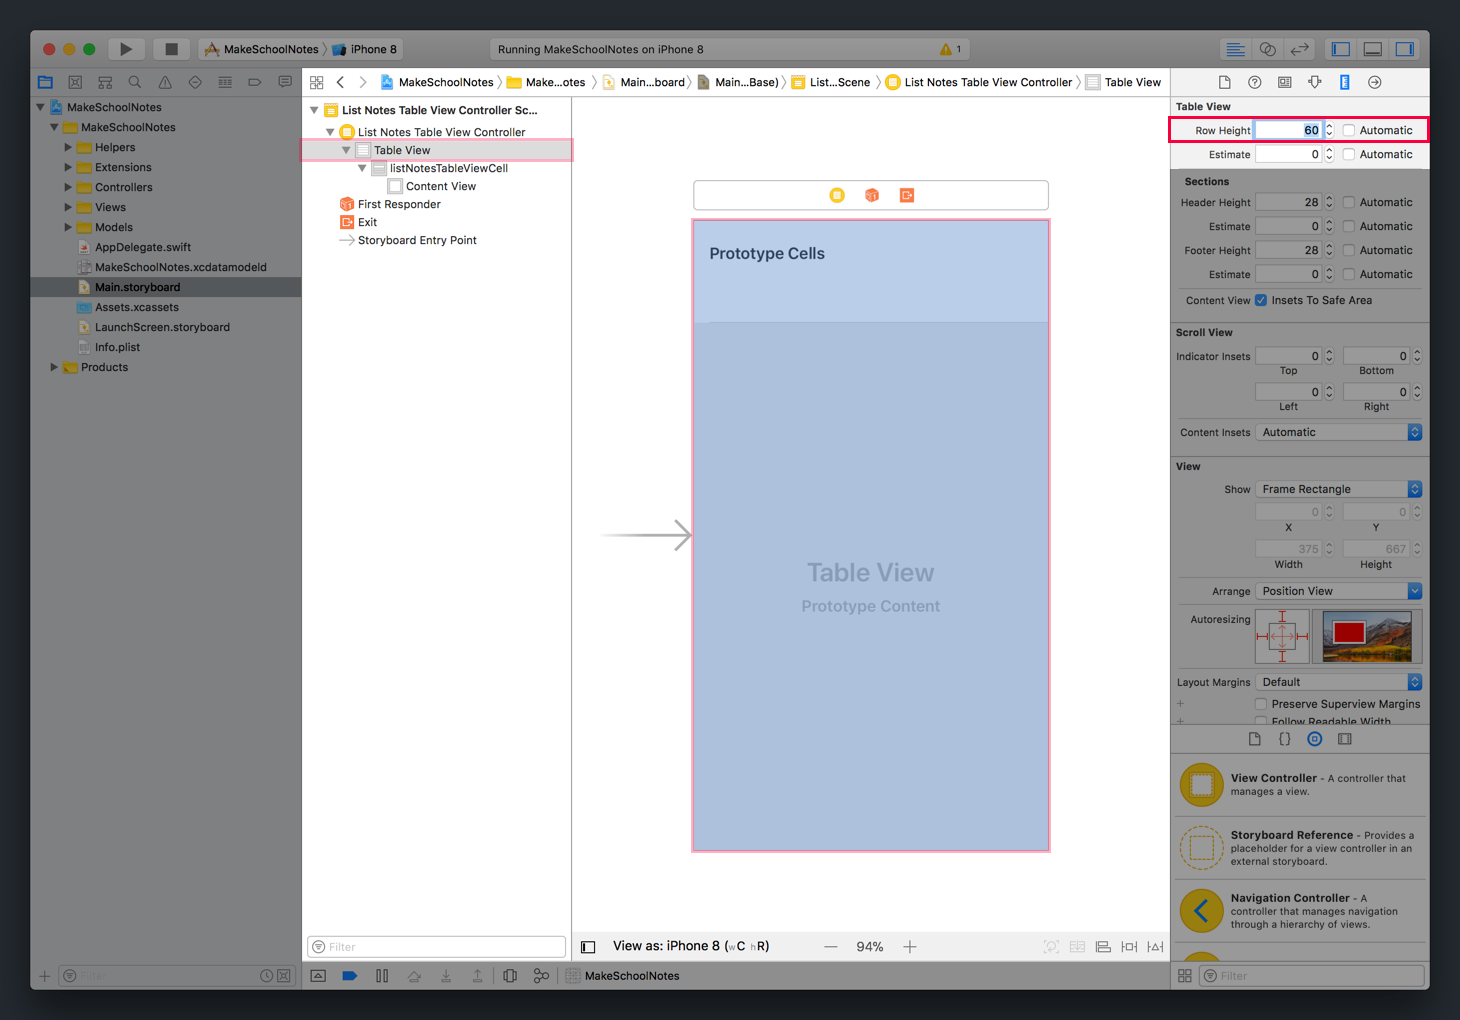 MakeSchoolNotes
iPhone 8
Running MakeSchoolNotes on iPhone 8
1
MakeSchoolNotes
Make...otes
Main...board
Main...Base)
List...Scene
List Notes Table View Controller
Table View
MakeSchoolNotes
MakeSchoolNotes
Helpers
Extensions
Controllers
Views
Models
AppDelegate.swift
MakeSchoolNotes.xcdatamodeld
Main.storyboard
Assets.xcassets
LaunchScreen.storyboard
Info.plist
Products
Filter
List Notes Table View Controller Sc...
List Notes Table View Controller
Table View
listNotesTableViewCell
Content View
First Responder
Exit
Storyboard Entry Point
Filter
Prototype Cells
Table View
Prototype Content
View as: iPhone 8 (wC hR)
94%
MakeSchoolNotes
Table View
Row Height 60 Automatic
Estimate 0 Automatic
Sections
Header Height 28 Automatic
Estimate 0 Automatic
Footer Height 28 Automatic
Estimate 0 Automatic
Content View Insets To Safe Area
Scroll View
Indicator Insets 0 0
Top Bottom
0 0
Left Right
Content Insets Automatic
View
Show Frame Rectangle
0 0
X Y
375 667
Width Height
Arrange Position View
Autoresizing
Layout Margins Default
Preserve Superview Margins
Follow Readable Width
{}
View Controller - A controller that
manages a view.
Storyboard Reference - Provides a
placeholder for a view controller in an
external storyboard.
Navigation Controller - A
controller that manages navigation
through a hierarchy of views.
Filter